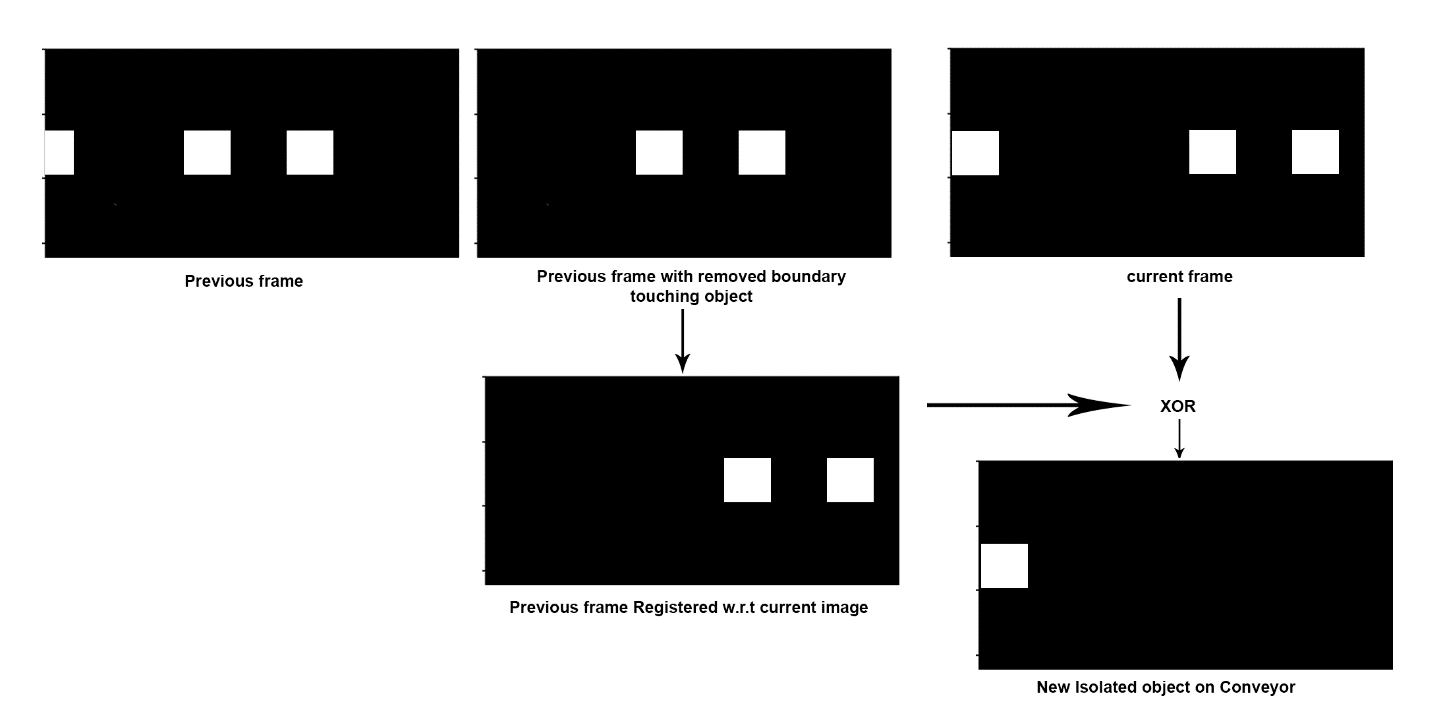 Previous frame
Previous frame with removed boundary
touching object
current frame
XOR
Previous frame Registered w.r.t current image
New Isolated object on Conveyor